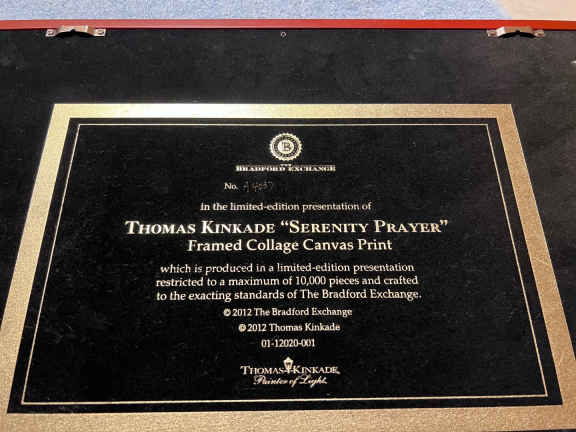 B
THE
BRADFORD EXCHANGE
No.
in the limited-edition presentation of
THOMAS KINKADE “SERENITY PRAYER”
Framed Collage Canvas Print
which is produced in a limited-edition presentation
restricted to a maximum of 10,000 pieces and crafted
to the exacting standards of The Bradford Exchange.
© 2012 The Bradford Exchange
© 2012 Thomas Kinkade
01-12020-001
THOMAS KINKADE,
Painter of Light